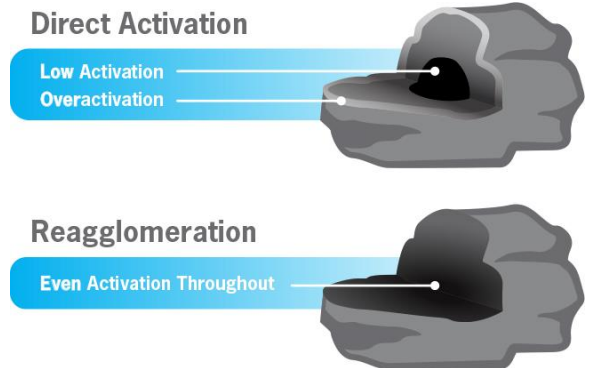 Direct Activation
Low Activation
Overactivation
Reagglomeration
Even Activation Throughout